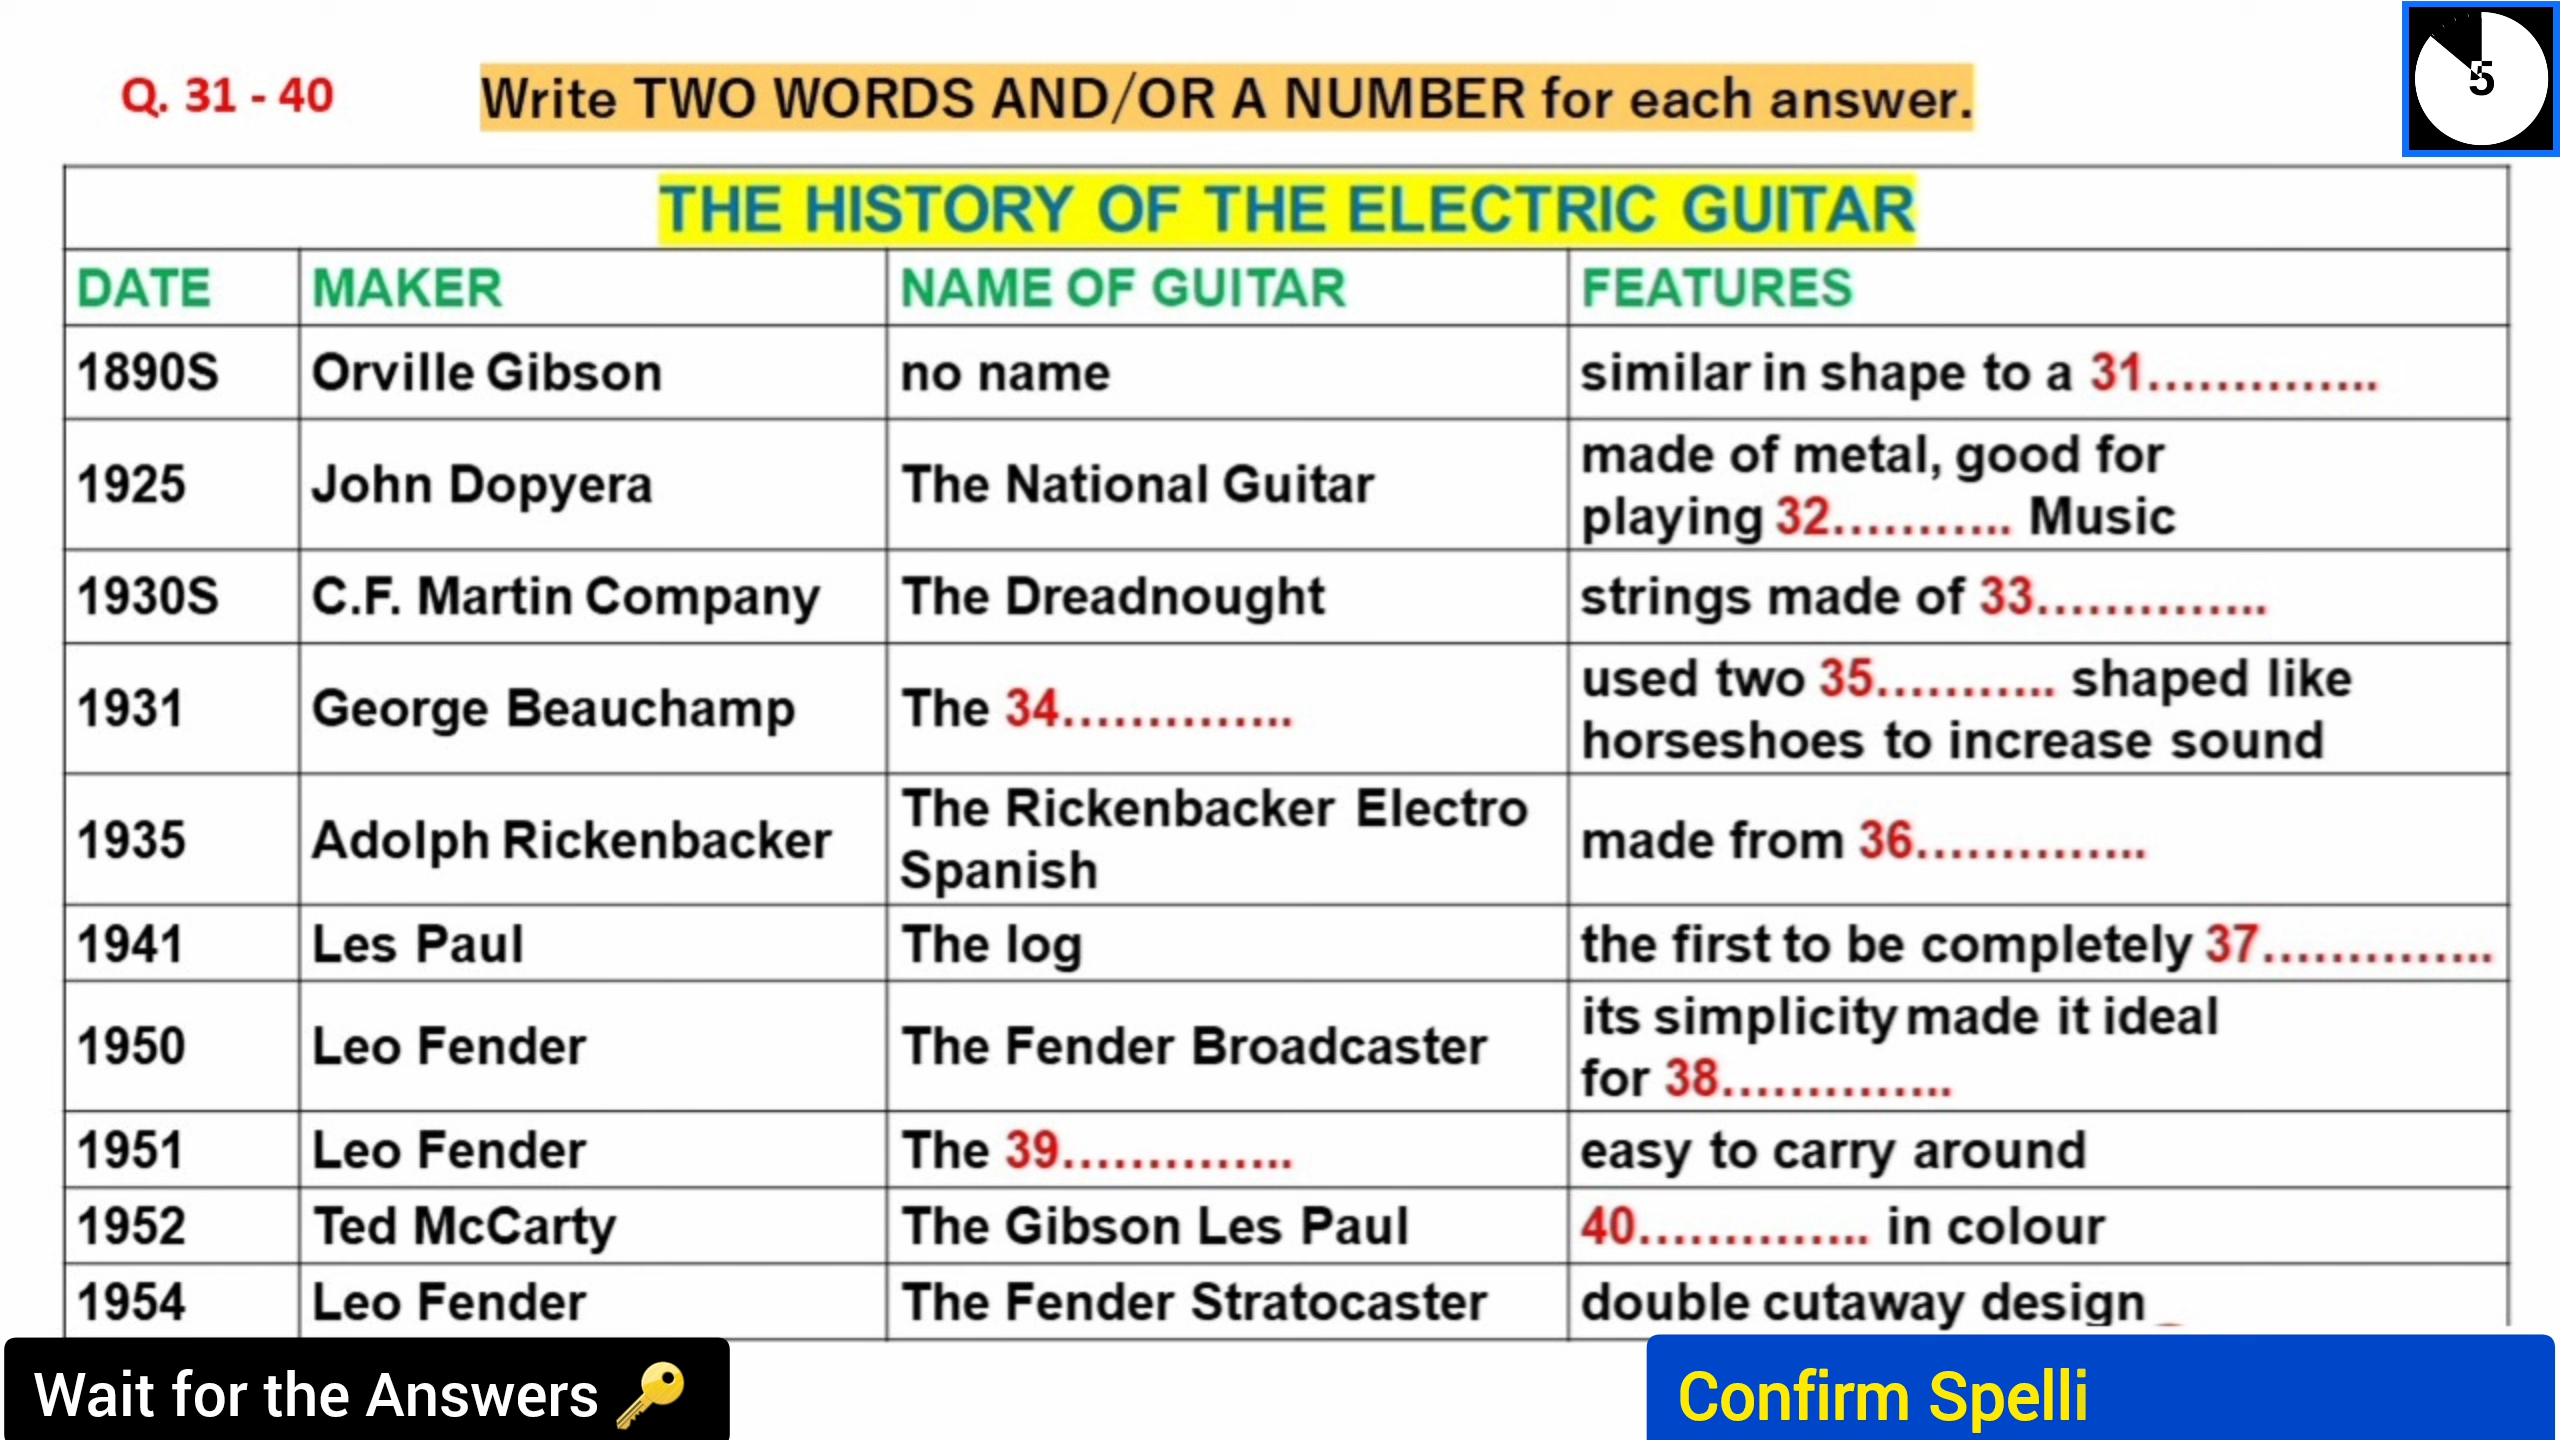 Q. 31 - 40
Write TWO WORDS AND/OR A NUMBER for each answer.
5
THE HISTORY OF THE ELECTRIC GUITAR
DATE MAKER NAME OF GUITAR FEATURES
1890S Orville Gibson no name similar in shape to a 31…………..
1925 John Dopyera The National Guitar made of metal, good for
playing 32……….. Music
1930S C.F. Martin Company The Dreadnought strings made of 33…………..
1931 George Beauchamp The 34………….. used two 35……….. shaped like
horseshoes to increase sound
1935 Adolph Rickenbacker The Rickenbacker Electro
Spanish made from 36…………..
1941 Les Paul The log the first to be completely 37…………..
1950 Leo Fender The Fender Broadcaster its simplicity made it ideal
for 38…………..
1951 Leo Fender The 39………….. easy to carry around
1952 Ted McCarty The Gibson Les Paul 40………….. in colour
1954 Leo Fender The Fender Stratocaster double cutaway design
Wait for the Answers
Confirm Spelli